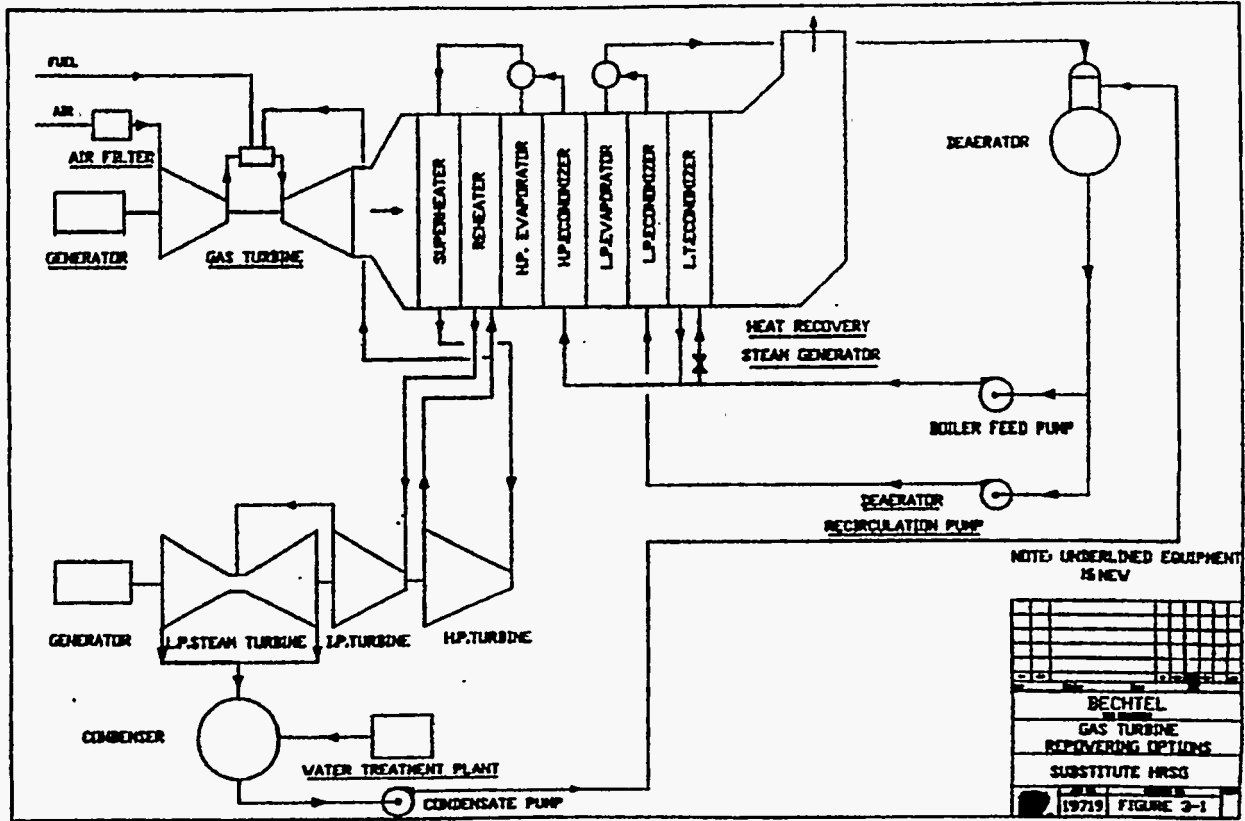 FUEL
AIR
AIR FILTER
GENERATOR
GAS TURBINE
SUPERHEATER
REHEATER
H.P. EVAPORATOR
H.P.ECONOMIZER
L.P.EVAPORATOR
L.P.ECONOMIZER
L.T.ECONOMIZER
DEAERATOR
HEAT RECOVERY
STEAM GENERATOR
BOILER FEED PUMP
DEAERATOR
RECIRCULATION PUMP
NOTE: UNDERLINED EQUIPMENT
IS NEW
GENERATOR
L.P.STEAM TURBINE
I.P.TURBINE
H.P.TURBINE
CONDENSER
WATER TREATMENT PLANT
CONDENSATE PUMP
BECHTEL
GAS TURBINE
REPOWERING OPTIONS
SUBSTITUTE HRSG
19719
FIGURE 3-1